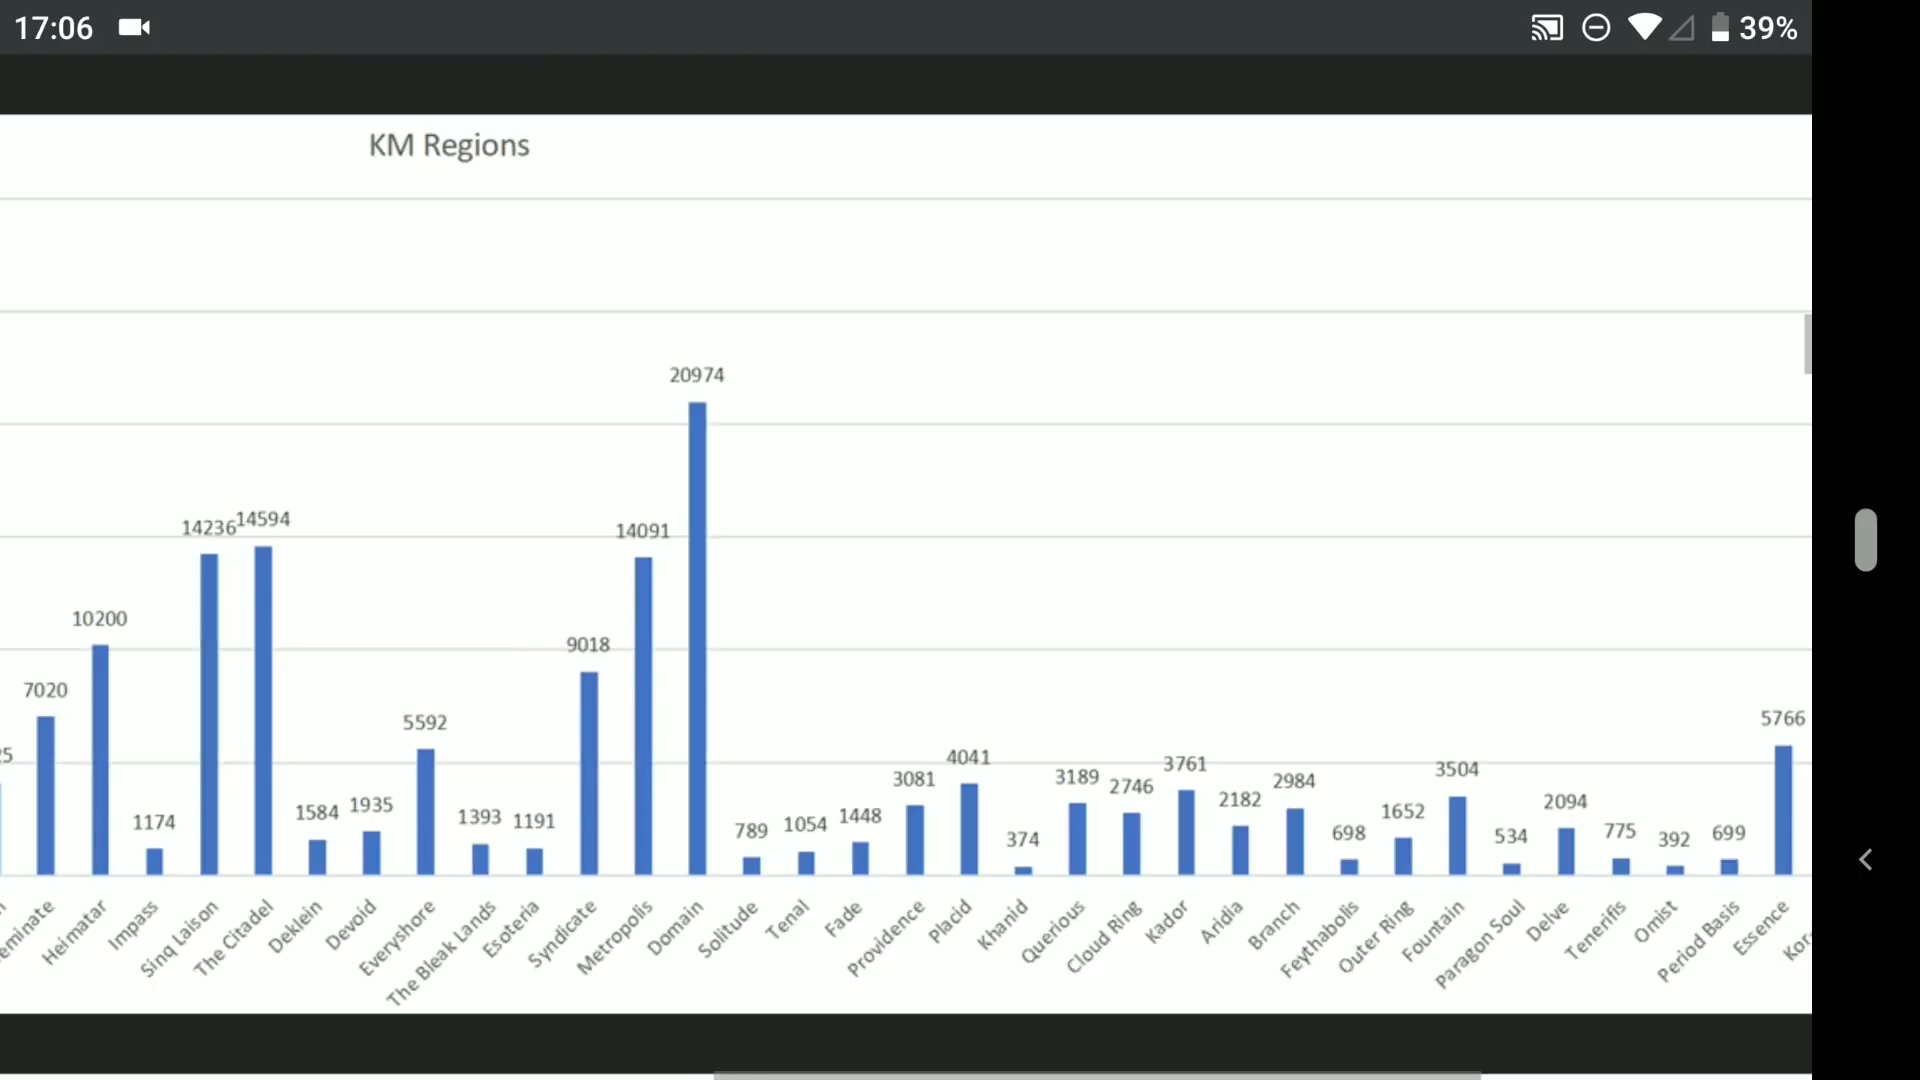 17:06
39%
KM Regions
20974
14236
14594
14091
10200
9018
7020
5592
5766
1174
1584
1935
1393
1191
789
1054
1448
3081
4041
374
3189
2746
3761
2182
2984
698
1652
3504
534
2094
775
392
699
Heimatar
Impass
Sinq Laison
The Citadel
Deklein
Devoid
Everyshore
The Bleak Lands
Esoteria
Syndicate
Metropolis
Domain
Solitude
Tenal
Fade
Providence
Placid
Khanid
Querious
Cloud Ring
Kador
Aridia
Branch
Feythabolis
Outer Ring
Fountain
Paragon Soul
Delve
Tenerifis
Omist
Period Basis
Essence